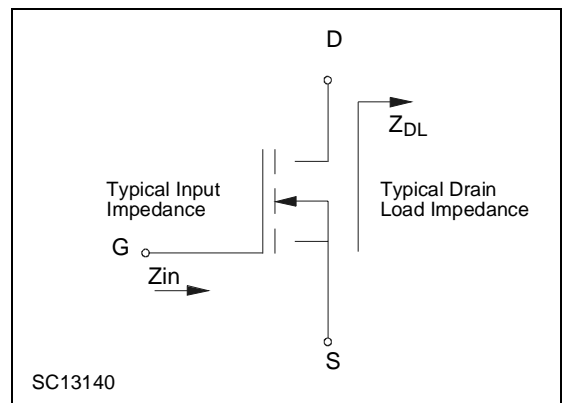 D
Z_DL
Typical Input
Impedance
Typical Drain
Load Impedance
G
Zin
S
SC13140